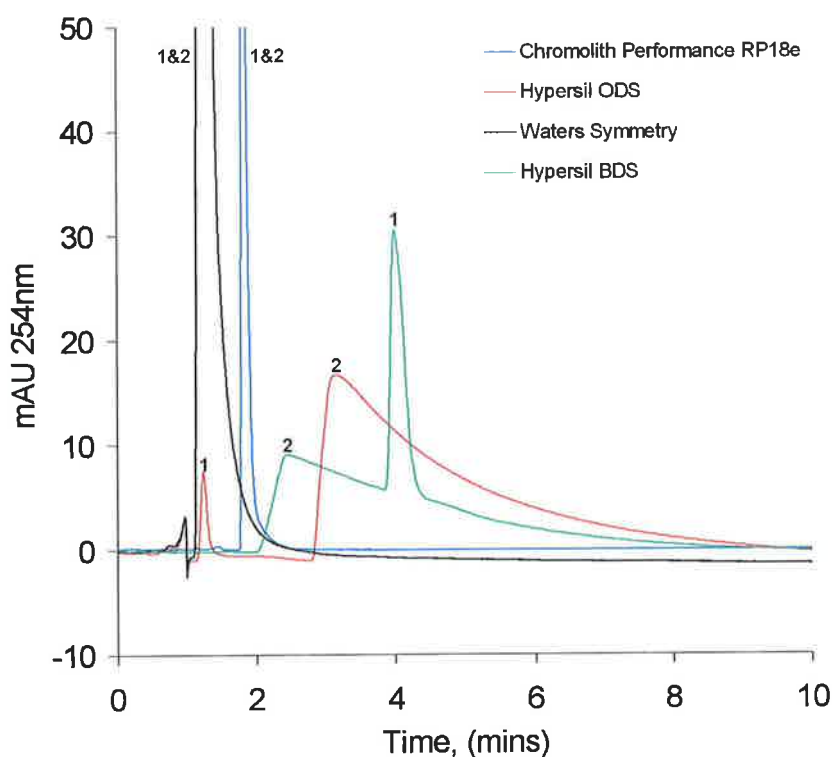 50
40
30
20
10
0
-10
mAU 254nm
1&2
1&2
1
2
2
1
Chromolith Performance RP18e
Hypersil ODS
Waters Symmetry
Hypersil BDS
0 2 4 6 8 10
Time, (mins)